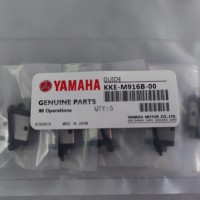 GUIDE
YAMAHA
KKE-M916B-00
GENUINE PARTS
IM Operations
QTY:5
MADE IN JAPAN
YAMAHA MOTOR CO., LTD.